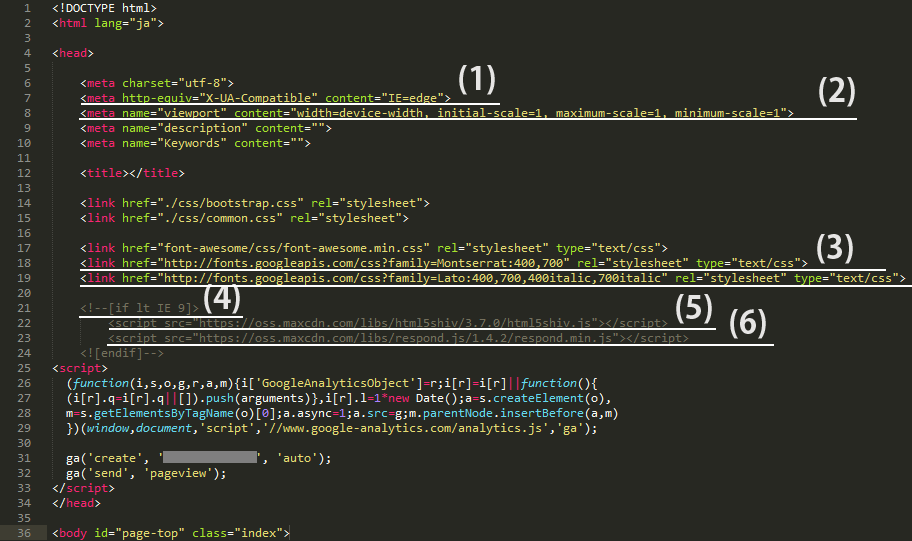 1 <!DOCTYPE html>
2 <html lang="ja">
3
4 <head>
5
6 <meta charset="utf-8">
(1)
7 <meta http-equiv="X-UA-Compatible" content="IE=edge">
(2)
8 <meta name="viewport" content="width=device-width, initial-scale=1, maximum-scale=1, minimum-scale=1">
9 <meta name="description" content="">
10 <meta name="Keywords" content="">
11
12 <title></title>
13
14 <link href="./css/bootstrap.css" rel="stylesheet">
15 <link href="./css/common.css" rel="stylesheet">
16
17 <link href="font-awesome/css/font-awesome.min.css" rel="stylesheet" type="text/css">
(3)
18 <link href="http://fonts.googleapis.com/css?family=Montserrat:400,700" rel="stylesheet" type="text/css">
19 <link href="http://fonts.googleapis.com/css?family=Lato:400,700,400italic,700italic" rel="stylesheet" type="text/css">
20
(4)
21 <!--[if lt IE 9]>
(5)
22 <script src="https://oss.maxcdn.com/libs/html5shiv/3.7.0/html5shiv.js"></script>
(6)
23 <script src="https://oss.maxcdn.com/libs/respond.js/1.4.2/respond.min.js"></script>
24 <![endif]-->
25 <script>
26 (function(i,s,o,g,r,a,m){i['GoogleAnalyticsObject']=r;i[r]=i[r]||function(){
27 (i[r].q=i[r].q||[]).push(arguments)},i[r].l=1*new Date();a=s.createElement(o),
28 m=s.getElementsByTagName(o)[0];a.async=1;a.src=g;m.parentNode.insertBefore(a,m)
29 })(window,document,'script','//www.google-analytics.com/analytics.js','ga');
30
31 ga('create', '', 'auto');
32 ga('send', 'pageview');
33 </script>
34 </head>
35
36 <body id="page-top" class="index">